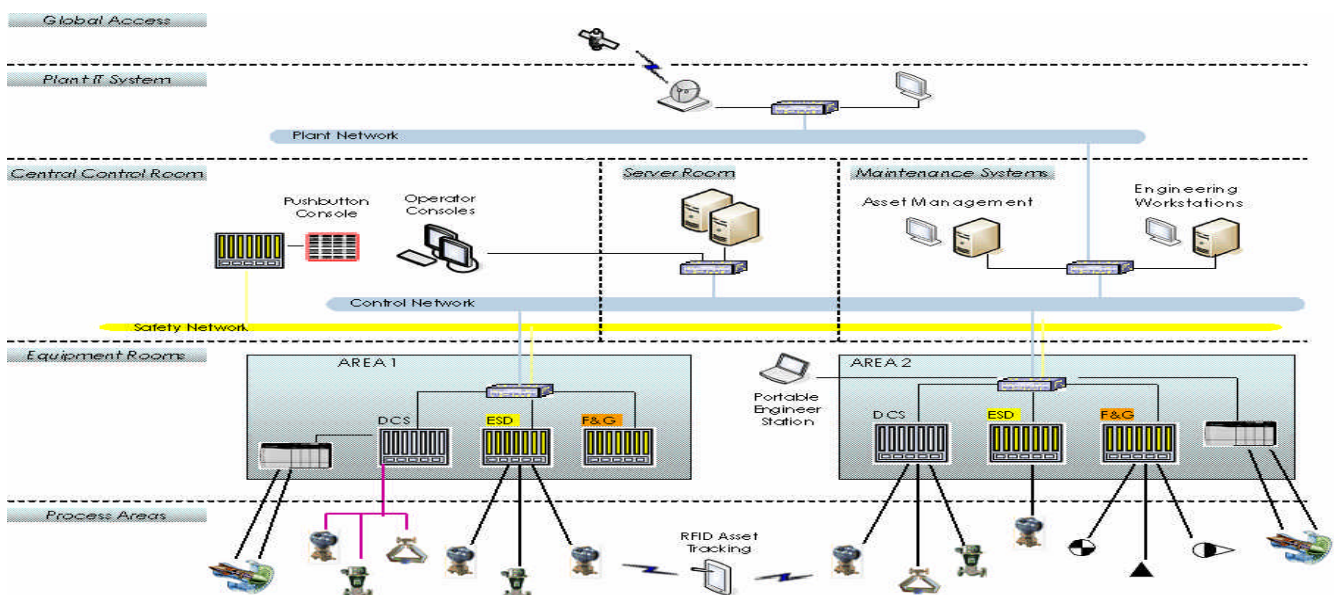 Global Access
Plant IT System
Plant Network
Central Control Room
Server Room
Maintenance Systems
Pushbutton
Console
Operator
Consoles
Asset Management
Engineering
Workstations
Control Network
Safety Network
Equipment Rooms
AREA 1
AREA 2
Portable
Engineer
Station
DCS
ESD
F&G
DCS
ESD
F&G
Process Areas
RFID Asset
Tracking